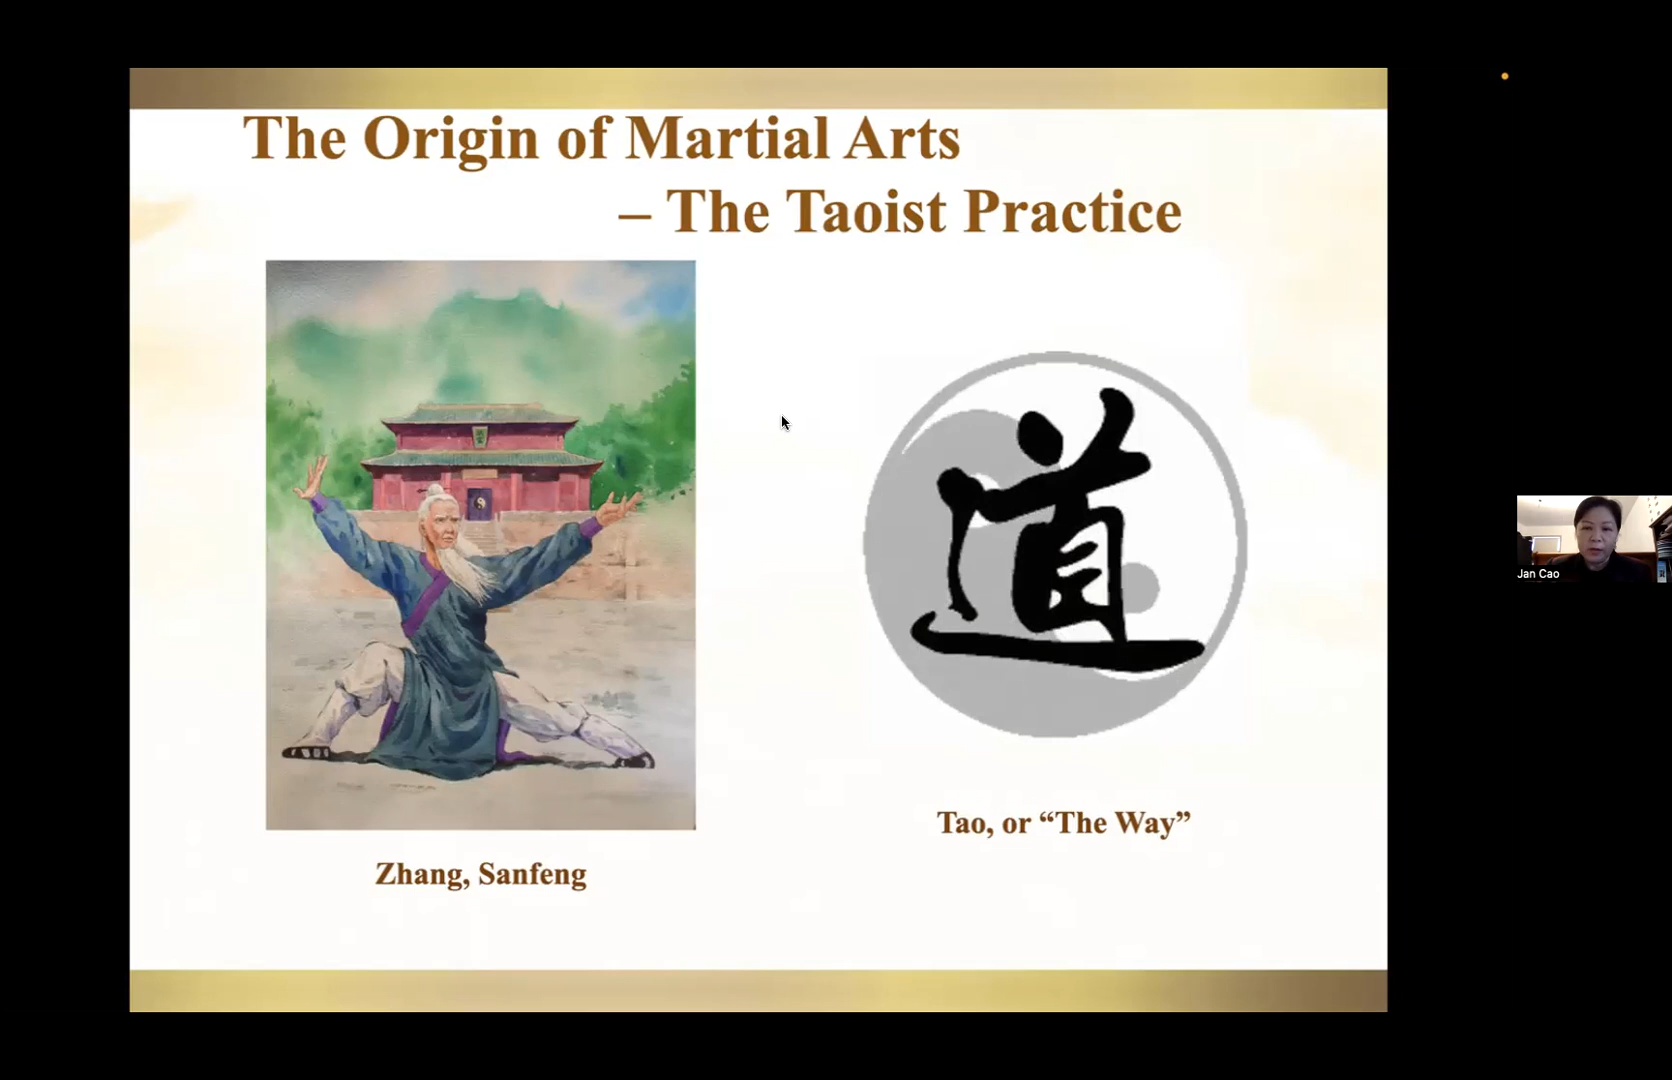 The Origin of Martial Arts
– The Taoist Practice
道
Zhang, Sanfeng
Tao, or “The Way”
Jan Cao